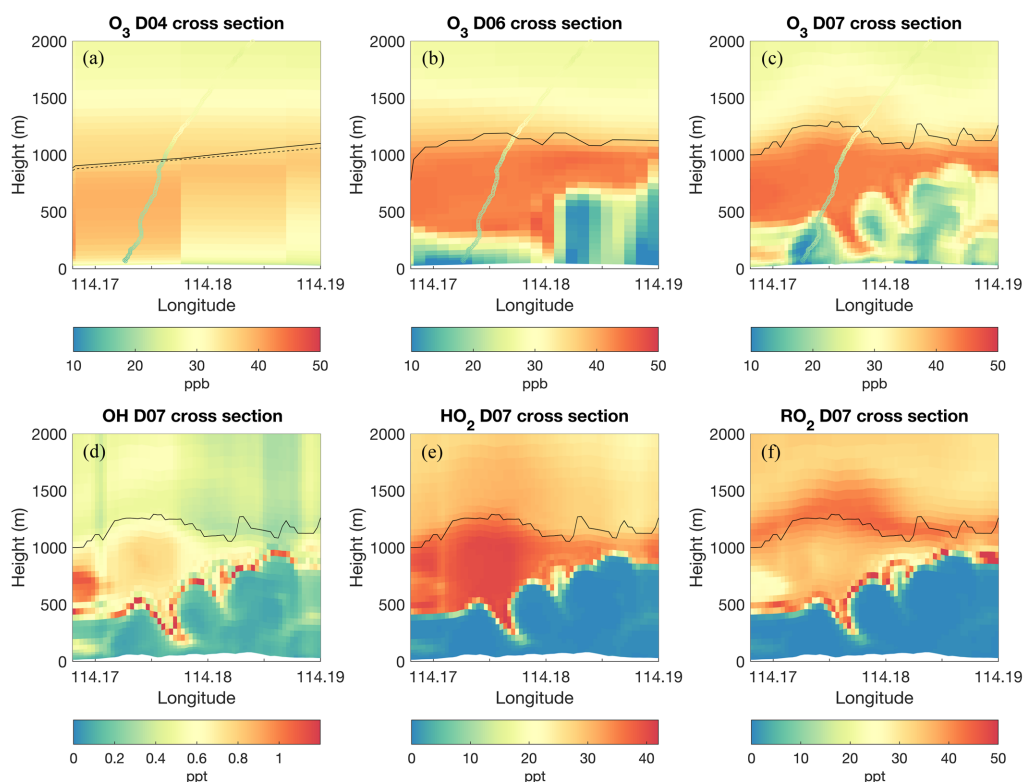 O3 D04 cross section
(a)
2000
1500
1000
500
0
Height (m)
114.17
114.18
114.19
Longitude
10
20
30
40
50
ppb
O3 D06 cross section
(b)
2000
1500
1000
500
0
Height (m)
114.17
114.18
114.19
Longitude
10
20
30
40
50
ppb
O3 D07 cross section
(c)
2000
1500
1000
500
0
Height (m)
114.17
114.18
114.19
Longitude
10
20
30
40
50
ppb
OH D07 cross section
(d)
2000
1500
1000
500
0
Height (m)
114.17
114.18
114.19
Longitude
0
0.2
0.4
0.6
0.8
1
ppt
HO2 D07 cross section
(e)
2000
1500
1000
500
0
Height (m)
114.17
114.18
114.19
Longitude
0
10
20
30
40
ppt
RO2 D07 cross section
(f)
2000
1500
1000
500
0
Height (m)
114.17
114.18
114.19
Longitude
0
10
20
30
40
50
ppt